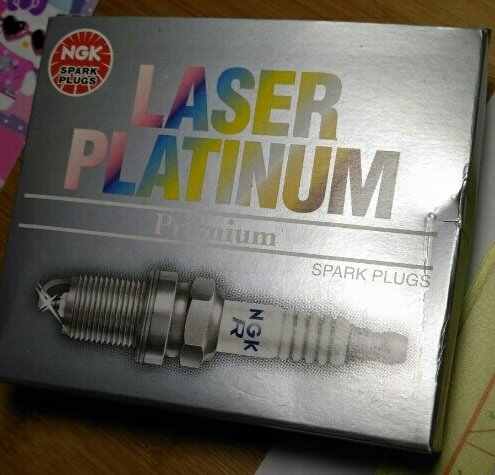 NGK
SPARK
PLUGS
LASER
PLATINUM
Premium
SPARK PLUGS
NGK
R